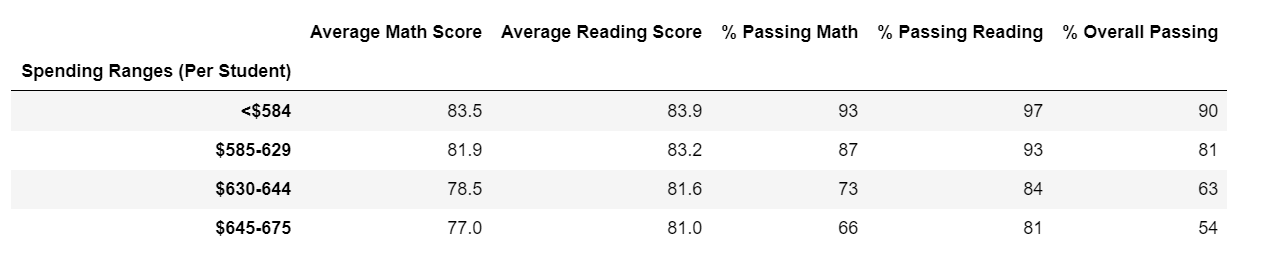 Average Math Score Average Reading Score % Passing Math % Passing Reading % Overall Passing
Spending Ranges (Per Student)
<$584 83.5 83.9 93 97 90
$585-629 81.9 83.2 87 93 81
$630-644 78.5 81.6 73 84 63
$645-675 77.0 81.0 66 81 54